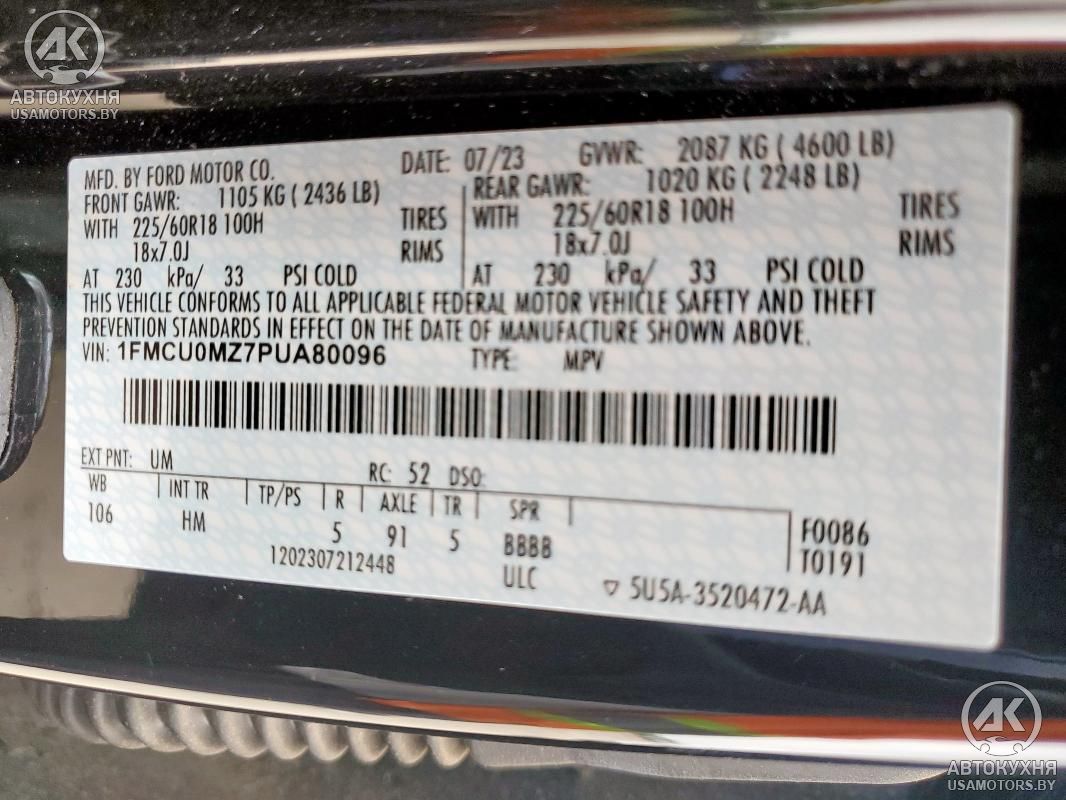 AK
АВТОКУХНЯ
USAMOTORS.BY
MFD. BY FORD MOTOR CO. DATE: 07/23 GVWR: 2087 KG ( 4600 LB)
FRONT GAWR: 1105 KG ( 2436 LB) REAR GAWR: 1020 KG ( 2248 LB)
WITH 225/60R18 100H TIRES WITH 225/60R18 100H TIRES
18x7.0J RIMS 18x7.0J RIMS
AT 230 kPa/ 33 PSI COLD AT 230 kPa/ 33 PSI COLD
THIS VEHICLE CONFORMS TO ALL APPLICABLE FEDERAL MOTOR VEHICLE SAFETY AND THEFT
PREVENTION STANDARDS IN EFFECT ON THE DATE OF MANUFACTURE SHOWN ABOVE.
VIN: 1FMCU0MZ7PUA80096 TYPE: MPV
EXT PNT: UM RC: 52 DSO:
WB INT TR TP/PS R AXLE TR SPR
106 HM 5 91 5 BBBB F0086
1202307212448 ULC T0191
▽ 5U5A-3520472-AA
AK
АВТОКУХНЯ
USAMOTORS.BY